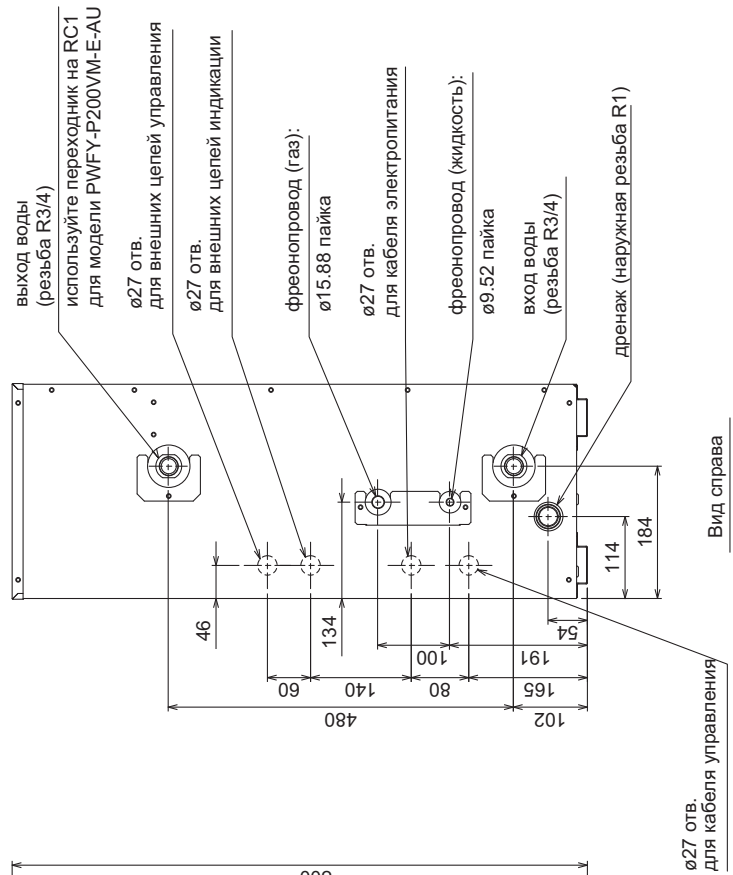 выход воды
(резьба R3/4)
используйте переходник на RC1
для модели PWFY-P200VM-E-AU
ø27 отв.
для внешних цепей управления
ø27 отв.
для внешних цепей индикации
фреонопровод (газ):
ø15.88 пайка
ø27 отв.
для кабеля электропитания
фреонопровод (жидкость):
ø9.52 пайка
вход воды
(резьба R3/4)
дренаж (наружная резьба R1)
46
134
60
140
80
165
100
191
480
102
54
114
184
Вид справа
ø27 отв.
для кабеля управления